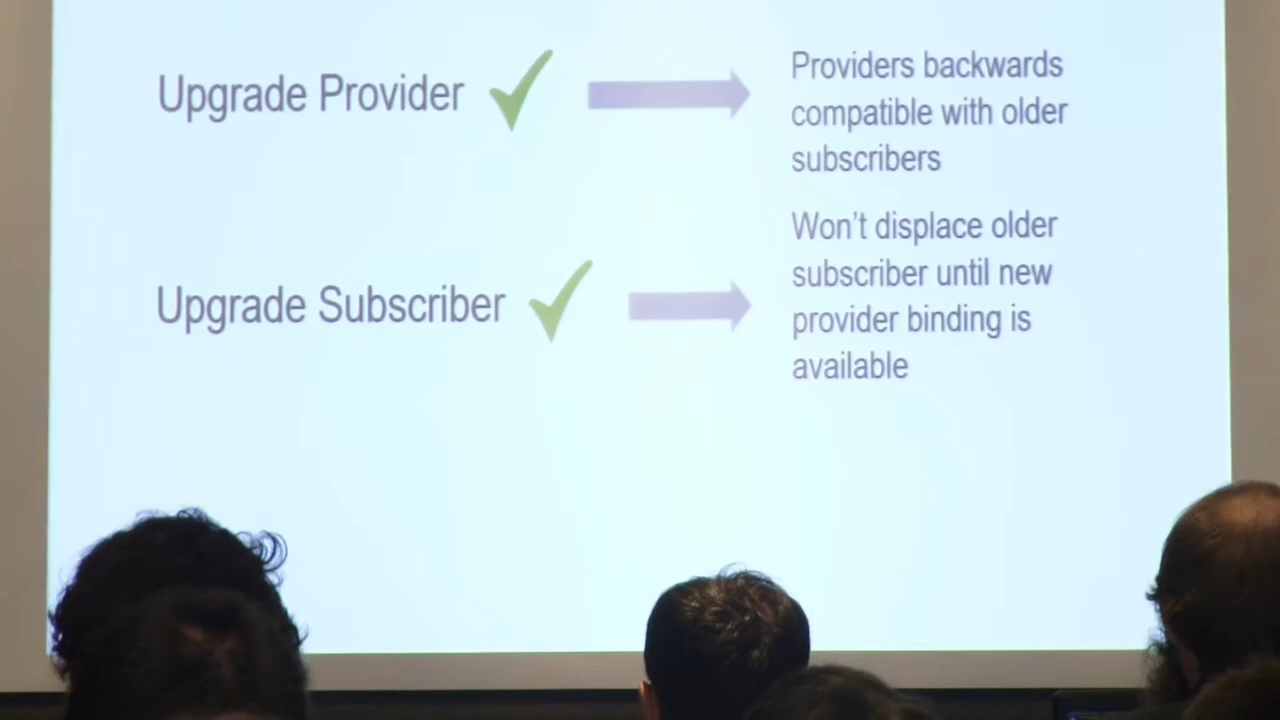 Upgrade Provider
Providers backwards
compatible with older
subscribers
Upgrade Subscriber
Won't displace older
subscriber until new
provider binding is
available